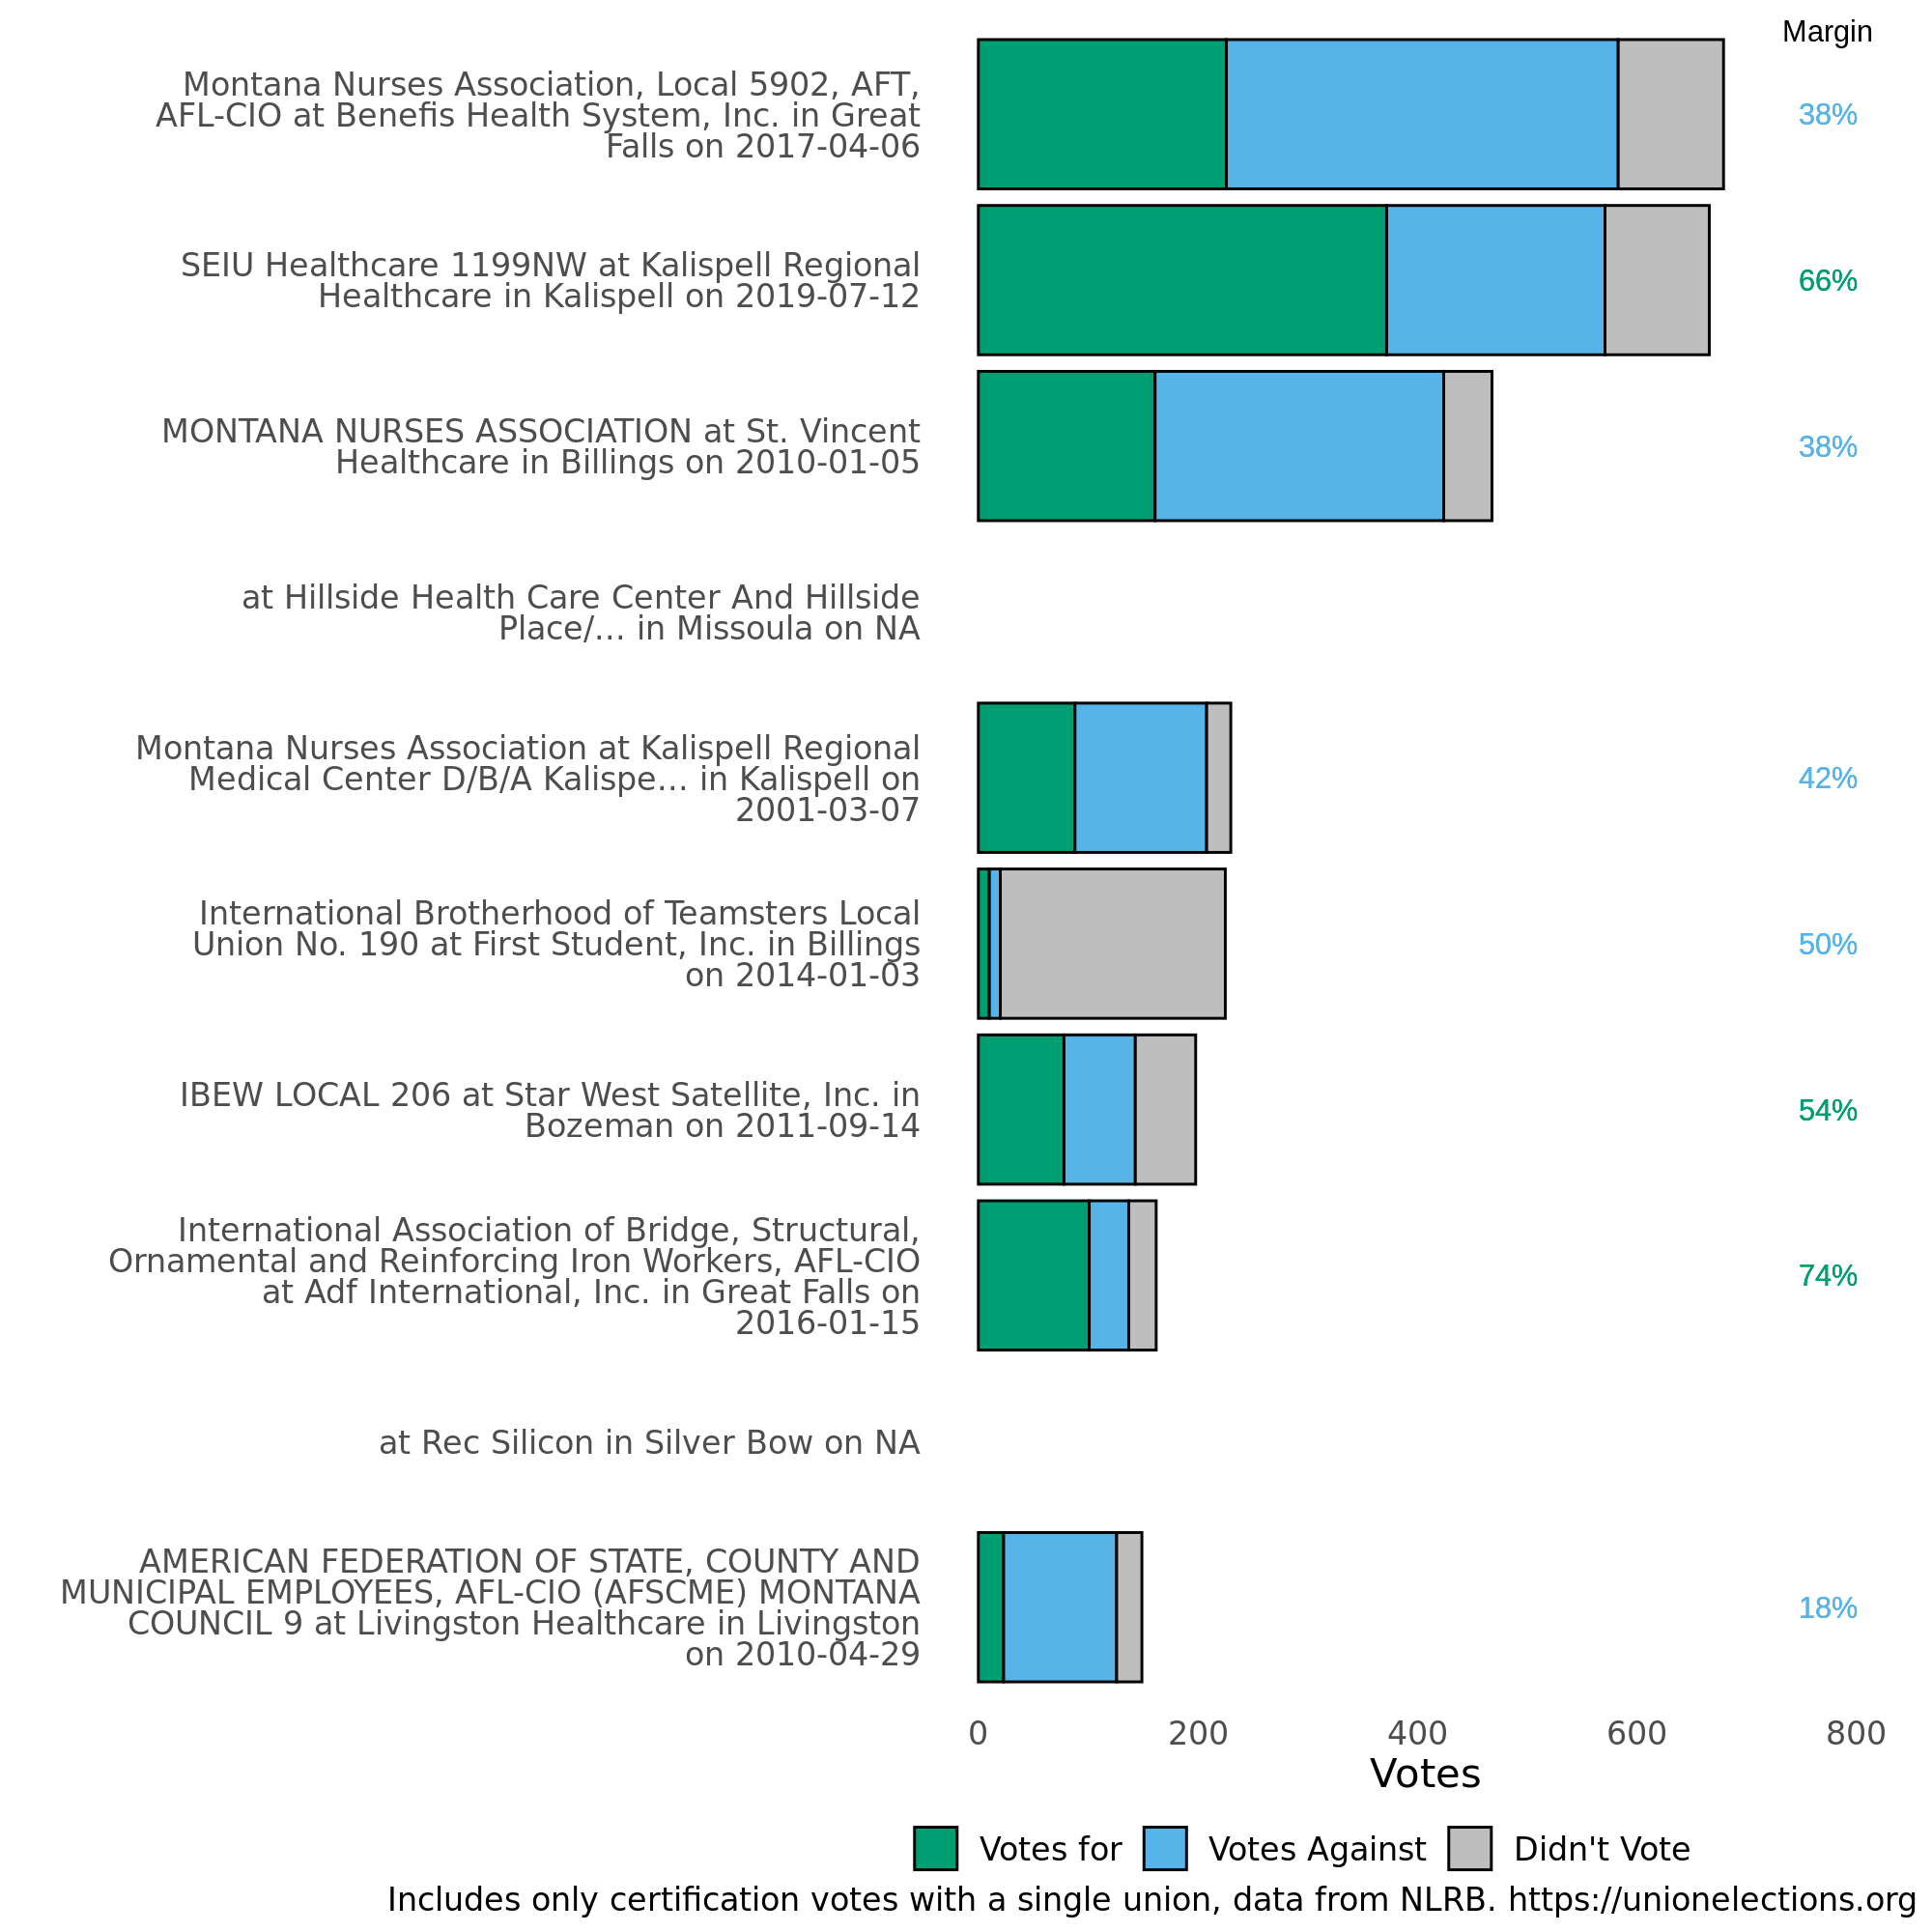 Margin
Montana Nurses Association, Local 5902, AFT,
AFL-CIO at Benefis Health System, Inc. in Great
Falls on 2017-04-06
38%
SEIU Healthcare 1199NW at Kalispell Regional
Healthcare in Kalispell on 2019-07-12
66%
MONTANA NURSES ASSOCIATION at St. Vincent
Healthcare in Billings on 2010-01-05
38%
at Hillside Health Care Center And Hillside
Place/... in Missoula on NA
Montana Nurses Association at Kalispell Regional
Medical Center D/B/A Kalispe... in Kalispell on
2001-03-07
42%
International Brotherhood of Teamsters Local
Union No. 190 at First Student, Inc. in Billings
on 2014-01-03
50%
IBEW LOCAL 206 at Star West Satellite, Inc. in
Bozeman on 2011-09-14
54%
International Association of Bridge, Structural,
Ornamental and Reinforcing Iron Workers, AFL-CIO
at Adf International, Inc. in Great Falls on
2016-01-15
74%
at Rec Silicon in Silver Bow on NA
AMERICAN FEDERATION OF STATE, COUNTY AND
MUNICIPAL EMPLOYEES, AFL-CIO (AFSCME) MONTANA
COUNCIL 9 at Livingston Healthcare in Livingston
on 2010-04-29
18%
0 200 400 600 800
Votes
Votes for Votes Against Didn't Vote
Includes only certification votes with a single union, data from NLRB. https://unionelections.org